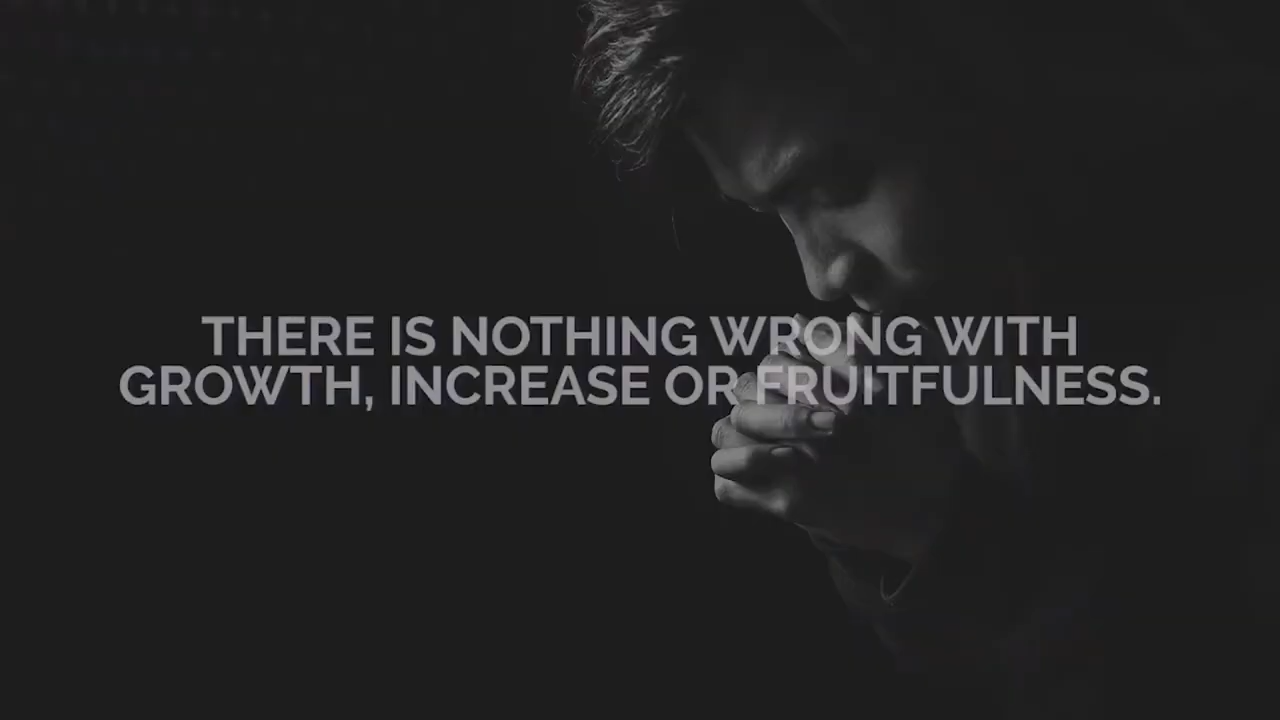 THERE IS NOTHING WRONG WITH
GROWTH, INCREASE OR FRUITFULNESS.